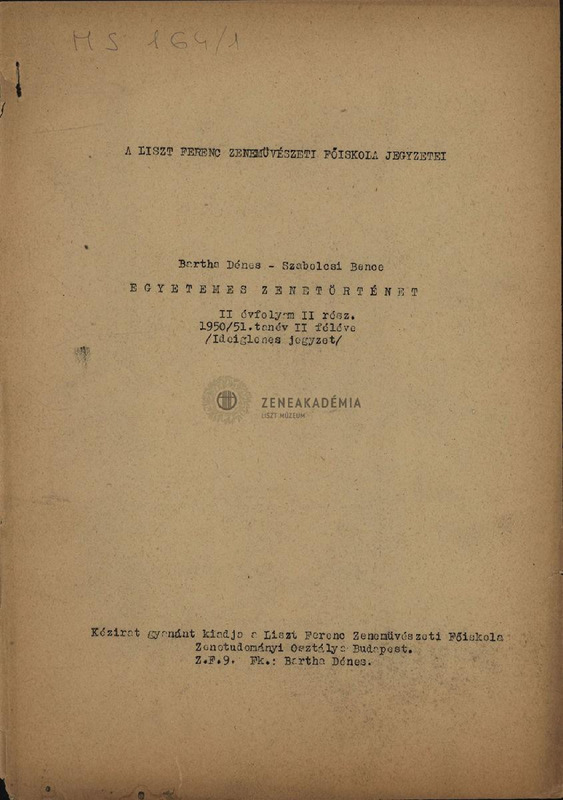 MS 164/1
A LISZT FERENC ZENEMŰVÉSZETI FŐISKOLA JEGYZETEI
Bartha Dénes - Szabolcsi Bence
EGYETEMES ZENETÖRTÉNET
II évfolyam II rész.
1950/51.tanév II féléve
/Ideiglenes jegyzet/
ZENEAKADÉMIA
LISZT MÚZEUM
Kézirat gyanánt kiadja a Liszt Ferenc Zeneművészeti Főiskola
Zenetudományi Osztálya Budapest.
Z.F.9. Fk.: Bartha Dénes.